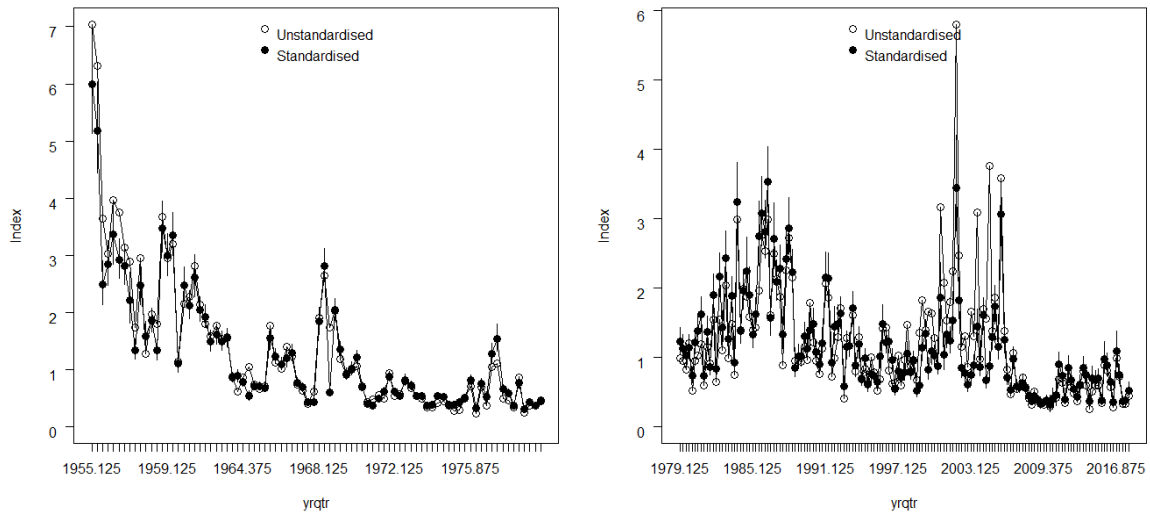 7
6
5
4
3
2
1
0
Index
Unstandardised
Standardised
1955.125 1959.125 1964.375 1968.125 1972.125 1975.875
yrqtr
6
5
4
3
2
1
0
Index
Unstandardised
Standardised
1979.125 1985.125 1991.125 1997.125 2003.125 2009.375 2016.875
yrqtr